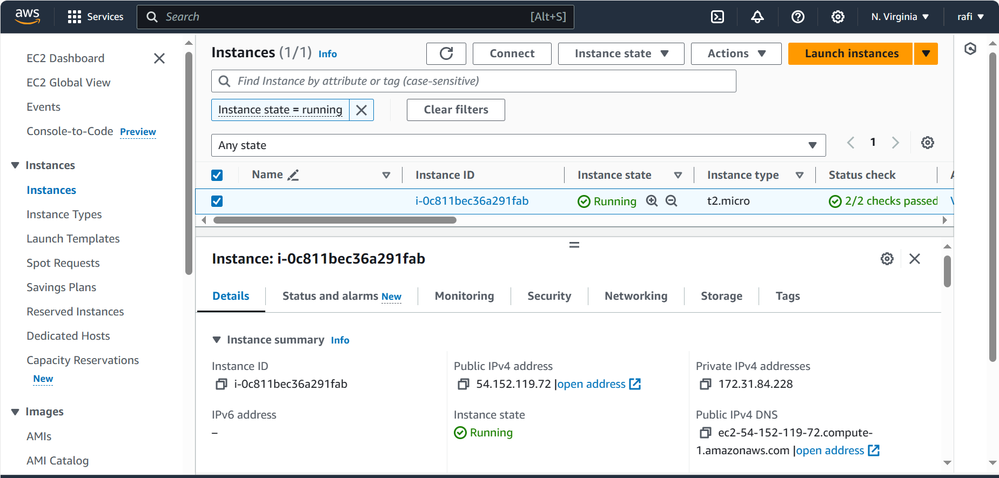 aws Services Search [Alt+S] N. Virginia rafi
EC2 Dashboard
EC2 Global View
Events
Console-to-Code Preview
Instances
Instances
Instance Types
Launch Templates
Spot Requests
Savings Plans
Reserved Instances
Dedicated Hosts
Capacity Reservations
New
Images
AMIs
AMI Catalog
Instances (1/1) Info Connect Instance state Actions Launch instances
Find Instance by attribute or tag (case-sensitive)
Instance state = running Clear filters
Any state 1
Name Instance ID Instance state Instance type Status check
i-0c811bec36a291fab Running t2.micro 2/2 checks passed
Instance: i-0c811bec36a291fab
Details Status and alarms New Monitoring Security Networking Storage Tags
Instance summary Info
Instance ID Public IPv4 address Private IPv4 addresses
i-0c811bec36a291fab 54.152.119.72 |open address 172.31.84.228
IPv6 address Instance state Public IPv4 DNS
– Running ec2-54-152-119-72.compute-
1.amazonaws.com |open address